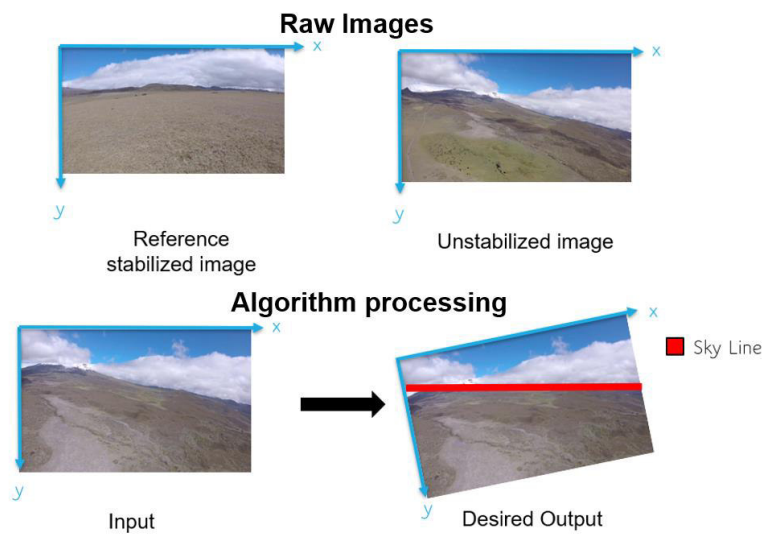 Raw Images
x
x
y
y
Reference
stabilized image
Unstabilized image
Algorithm processing
x
x
Sky Line
y
y
Input
Desired Output